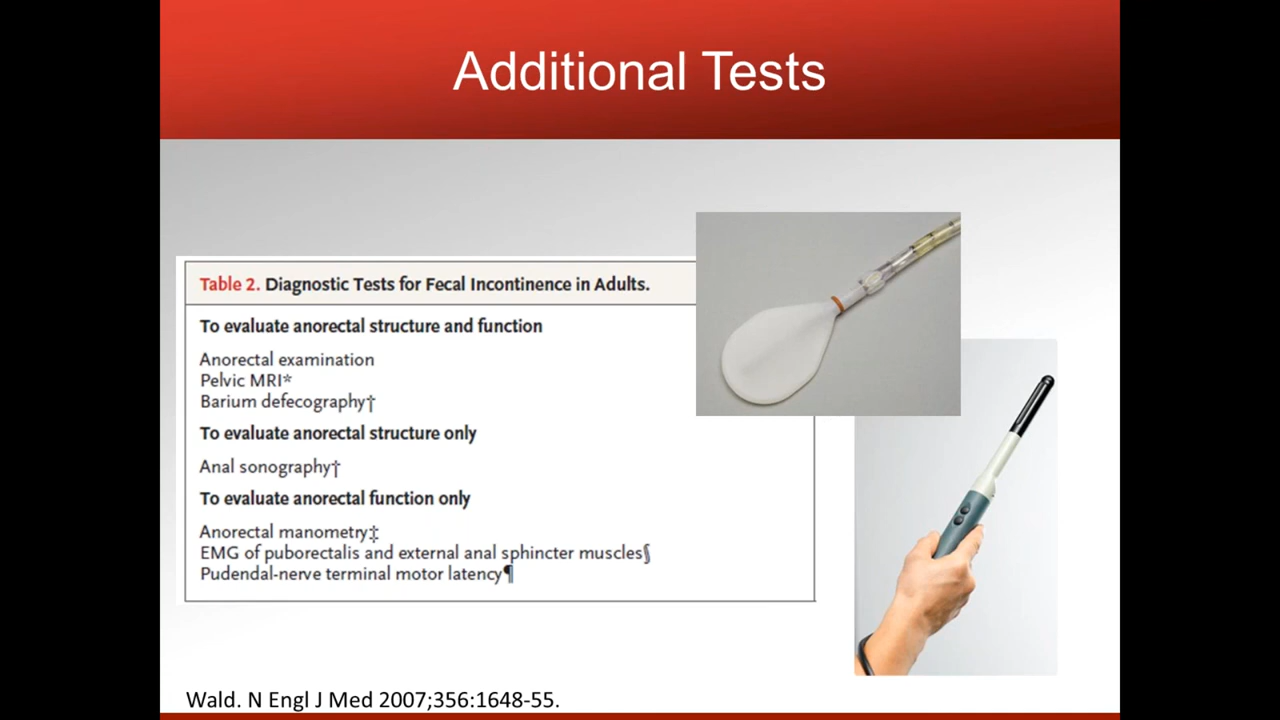 Additional Tests
Table 2. Diagnostic Tests for Fecal Incontinence in Adults.
To evaluate anorectal structure and function
Anorectal examination
Pelvic MRI*
Barium defecography†
To evaluate anorectal structure only
Anal sonography†
To evaluate anorectal function only
Anorectal manometry‡
EMG of puborectalis and external anal sphincter muscles§
Pudendal-nerve terminal motor latency¶
Wald. N Engl J Med 2007;356:1648-55.